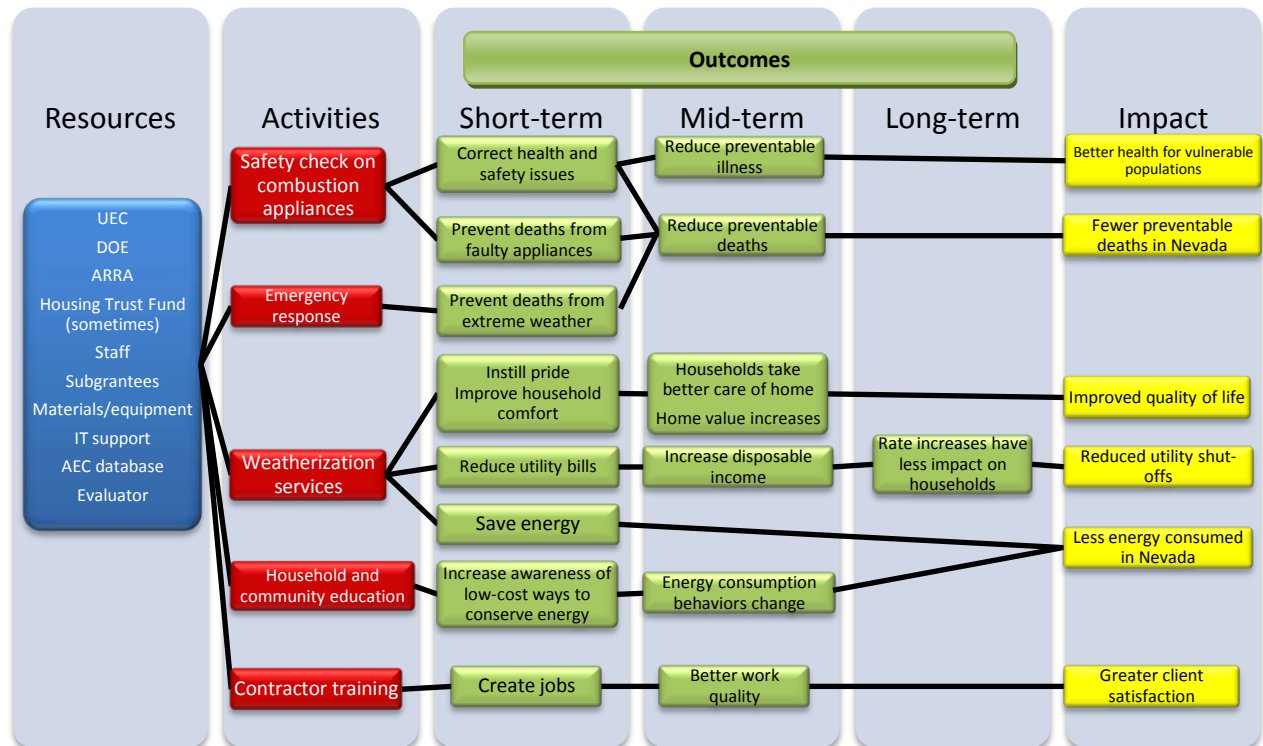 Outcomes
Resources
Activities
Short-term
Mid-term
Long-term
Impact
UEC
DOE
ARRA
Housing Trust Fund
(sometimes)
Staff
Subgrantees
Materials/equipment
IT support
AEC database
Evaluator
Safety check on
combustion
appliances
Emergency
response
Weatherization
services
Household and
community education
Contractor training
Correct health and
safety issues
Prevent deaths from
faulty appliances
Prevent deaths from
extreme weather
Instill pride
Improve household
comfort
Reduce utility bills
Save energy
Increase awareness of
low-cost ways to
conserve energy
Create jobs
Reduce preventable
illness
Reduce preventable
deaths
Households take
better care of home
Home value increases
Increase disposable
income
Energy consumption
behaviors change
Better work
quality
Rate increases have
less impact on
households
Better health for vulnerable
populations
Fewer preventable
deaths in Nevada
Improved quality of life
Reduced utility shut-
offs
Less energy consumed
in Nevada
Greater client
satisfaction